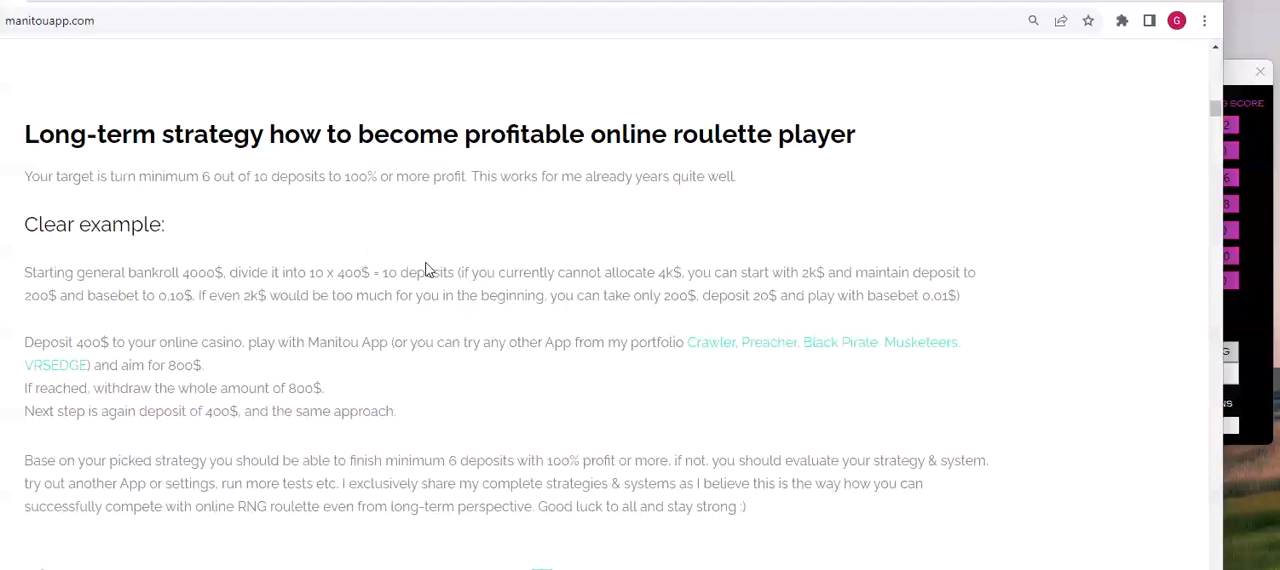 manitouapp.com
G
Long-term strategy how to become profitable online roulette player
Your target is turn minimum 6 out of 10 deposits to 100% or more profit. This works for me already years quite well.
Clear example:
Starting general bankroll 4000$, divide it into 10 x 400$ = 10 deposits (if you currently cannot allocate 4k$, you can start with 2k$ and maintain deposit to
200$ and basebet to 0,10$. If even 2k$ would be too much for you in the beginning, you can take only 200$, deposit 20$ and play with basebet 0,01$)
Deposit 400$ to your online casino, play with Manitou App (or you can try any other App from my portfolio Crawler, Preacher, Black Pirate, Musketeers,
VRSEDGE) and aim for 800$.
If reached, withdraw the whole amount of 800$.
Next step is again deposit of 400$, and the same approach.
Base on your picked strategy you should be able to finish minimum 6 deposits with 100% profit or more, if not, you should evaluate your strategy & system,
try out another App or settings, run more tests etc. I exclusively share my complete strategies & systems as I believe this is the way how you can
successfully compete with online RNG roulette even from long-term perspective. Good luck to all and stay strong :)
SCORE
2
6
8
G
NS